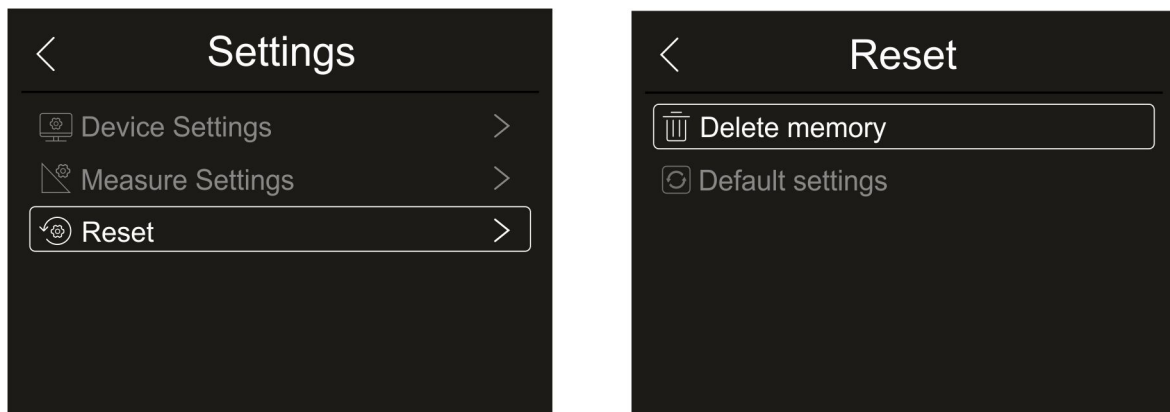 Settings
Device Settings
Measure Settings
Reset
Reset
Delete memory
Default settings